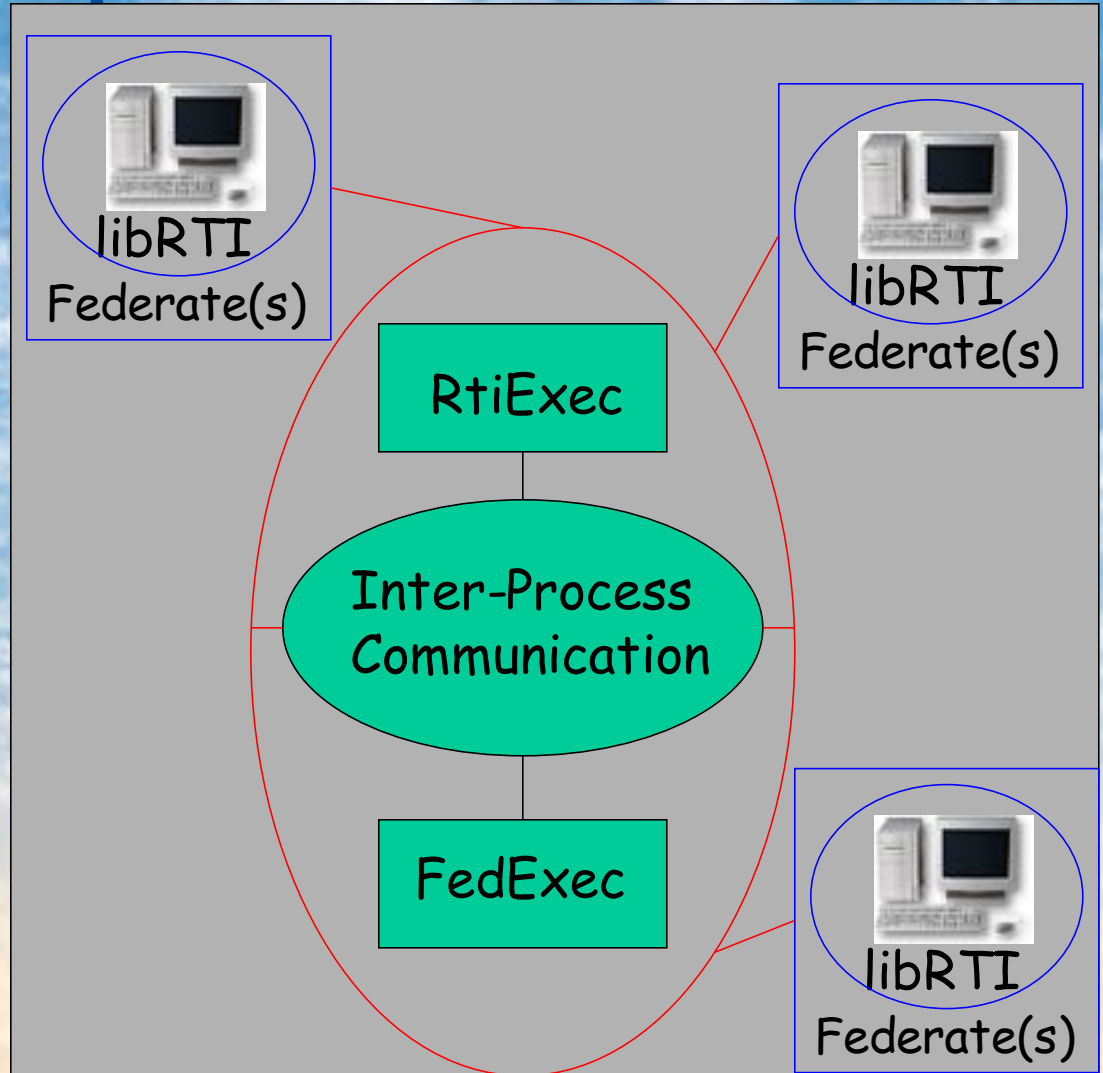 libRTI
Federate(s)
libRTI
Federate(s)
RtiExec
Inter-Process
Communication
FedExec
libRTI
Federate(s)